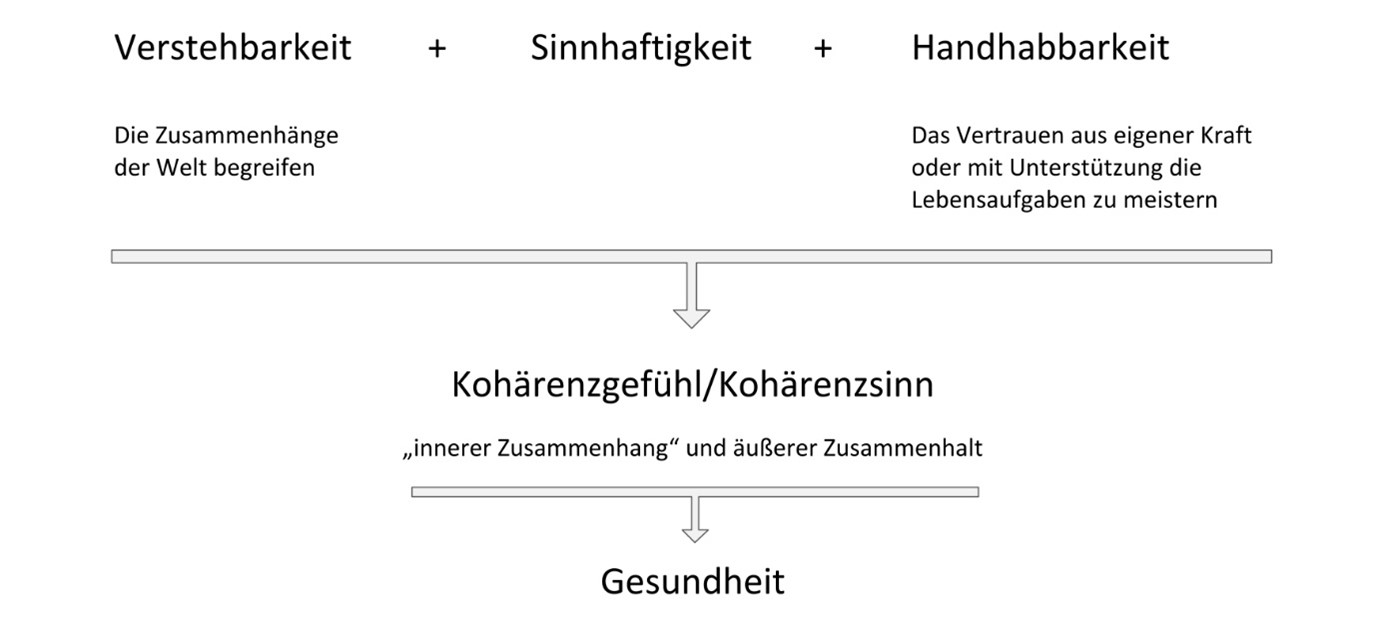 Verstehbarkeit + Sinnhaftigkeit + Handhabbarkeit
Die Zusammenhänge
der Welt begreifen
Das Vertrauen aus eigener Kraft
oder mit Unterstützung die
Lebensaufgaben zu meistern
Kohärenzgefühl/Kohärenzsinn
„innerer Zusammenhang“ und äußerer Zusammenhalt
Gesundheit